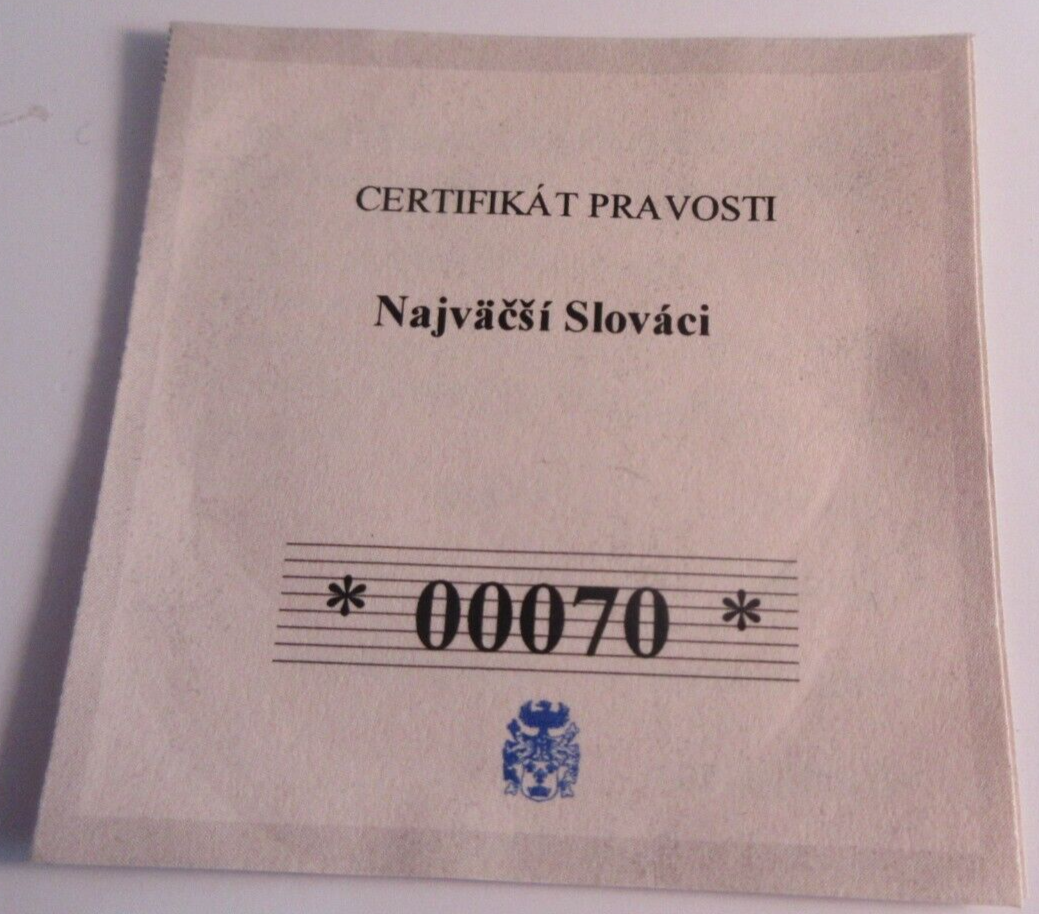 CERTIFIKÁT PRAVOSTI
Najväčší Slováci
* 00070 *